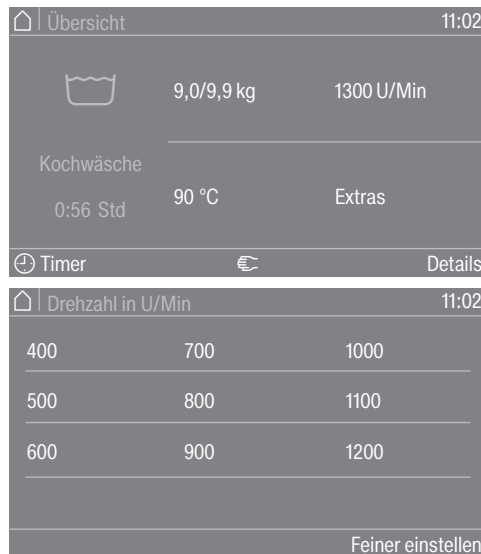 Übersicht 11:02
9,0/9,9 kg 1300 U/Min
Kochwäsche
0:56 Std
90 °C Extras
Timer Details
Drehzahl in U/Min 11:02
400 700 1000
500 800 1100
600 900 1200
Feiner einstellen